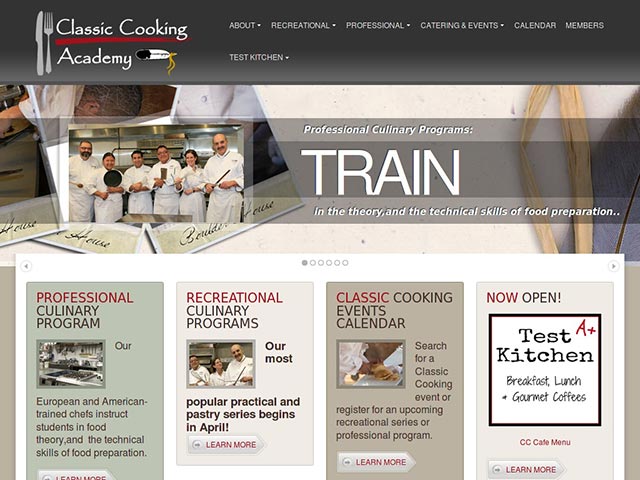 Classic Cooking
Academy
ABOUT RECREATIONAL PROFESSIONAL CATERING & EVENTS CALENDAR MEMBERS
TEST KITCHEN
Professional Culinary Programs:
TRAIN
in the theory,and the technical skills of food preparation..
House
House
PROFESSIONAL
CULINARY
PROGRAM
Our
European and American-
trained chefs instruct
students in food
theory,and the technical
skills of food preparation.
LEARN MORE
RECREATIONAL
CULINARY
PROGRAMS
Our
most
popular practical and
pastry series begins
in April!
LEARN MORE
CLASSIC COOKING
EVENTS
CALENDAR
Search
for a
Classic
Cooking
event or
register for an upcoming
recreational series or
professional program.
LEARN MORE
NOW OPEN!
A+
Test
Kitchen
Breakfast, Lunch
& Gourmet Coffees
CC Cafe Menu
LEARN MORE